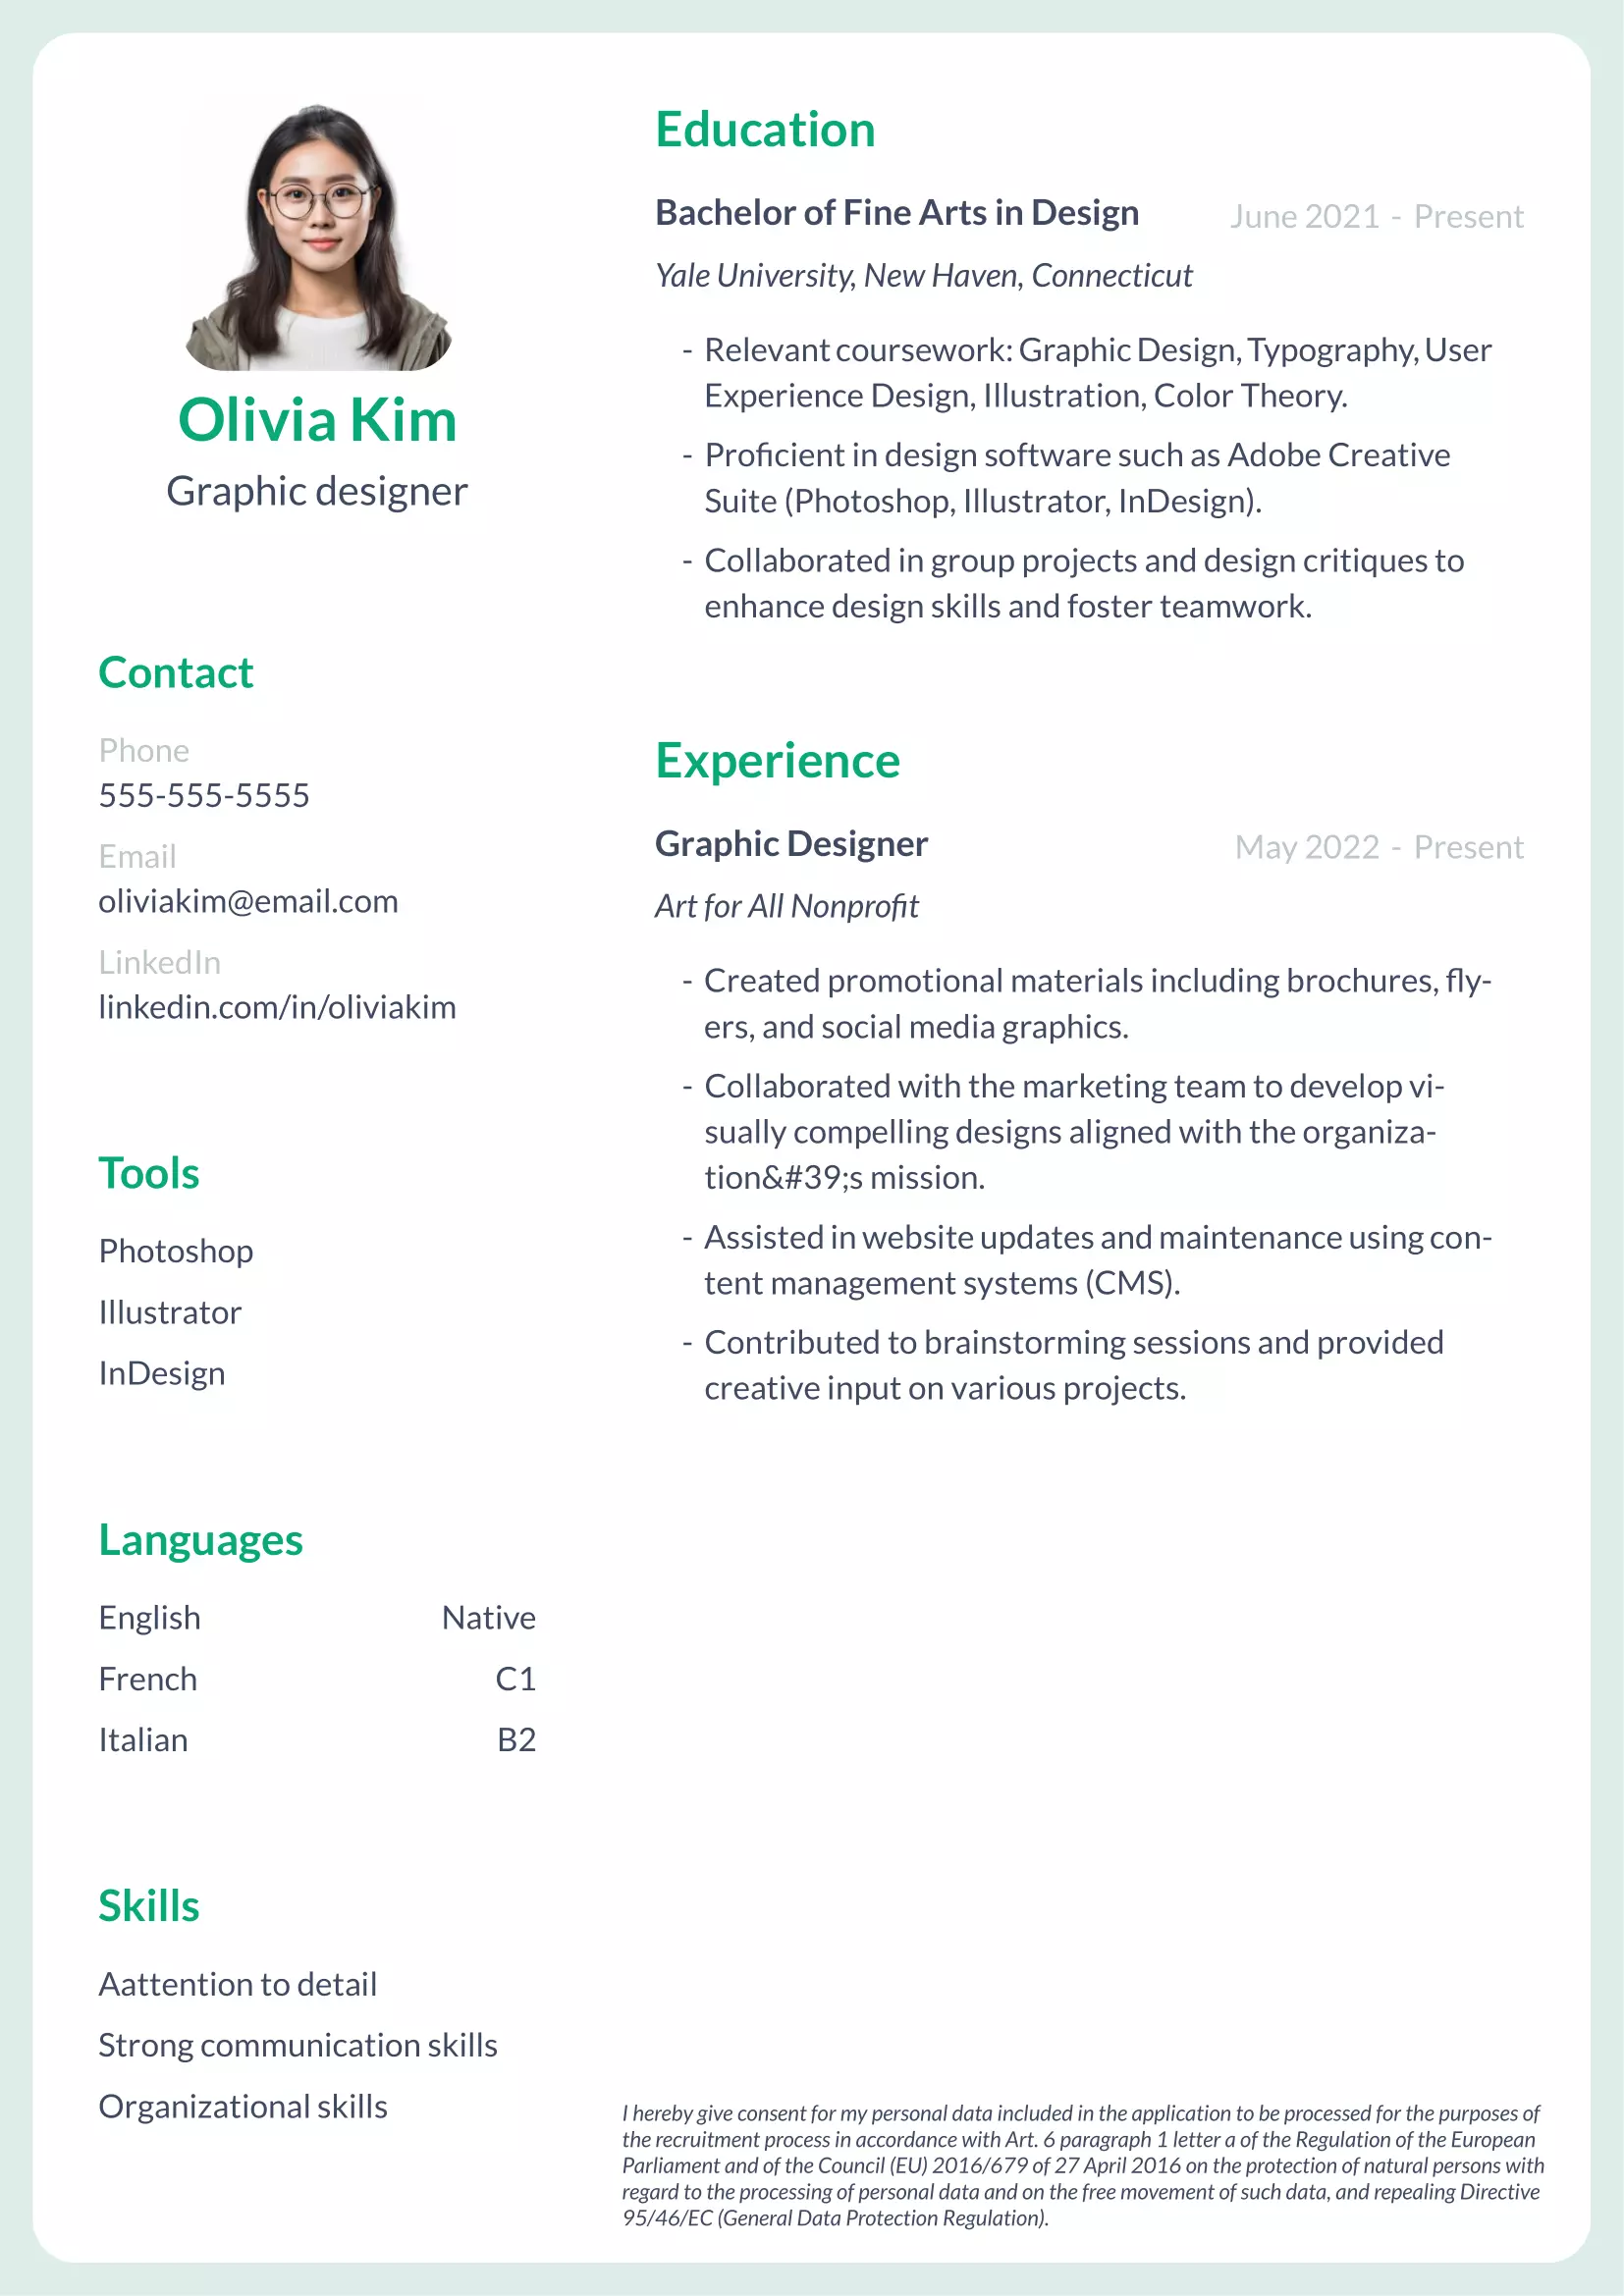 Olivia Kim
Graphic designer
Contact
Phone
555-555-5555
Email
oliviakim@email.com
LinkedIn
linkedin.com/in/oliviakim
Tools
Photoshop
Illustrator
InDesign
Languages
English Native
French C1
Italian B2
Skills
Aattention to detail
Strong communication skills
Organizational skills
Education
Bachelor of Fine Arts in Design June 2021 - Present
Yale University, New Haven, Connecticut
- Relevant coursework: Graphic Design, Typography, User
Experience Design, Illustration, Color Theory.
- Proficient in design software such as Adobe Creative
Suite (Photoshop, Illustrator, InDesign).
- Collaborated in group projects and design critiques to
enhance design skills and foster teamwork.
Experience
Graphic Designer May 2022 - Present
Art for All Nonprofit
- Created promotional materials including brochures, fly-
ers, and social media graphics.
- Collaborated with the marketing team to develop vi-
sually compelling designs aligned with the organiza-
tion&#39;s mission.
- Assisted in website updates and maintenance using con-
tent management systems (CMS).
- Contributed to brainstorming sessions and provided
creative input on various projects.
I hereby give consent for my personal data included in the application to be processed for the purposes of
the recruitment process in accordance with Art. 6 paragraph 1 letter a of the Regulation of the European
Parliament and of the Council (EU) 2016/679 of 27 April 2016 on the protection of natural persons with
regard to the processing of personal data and on the free movement of such data, and repealing Directive
95/46/EC (General Data Protection Regulation).